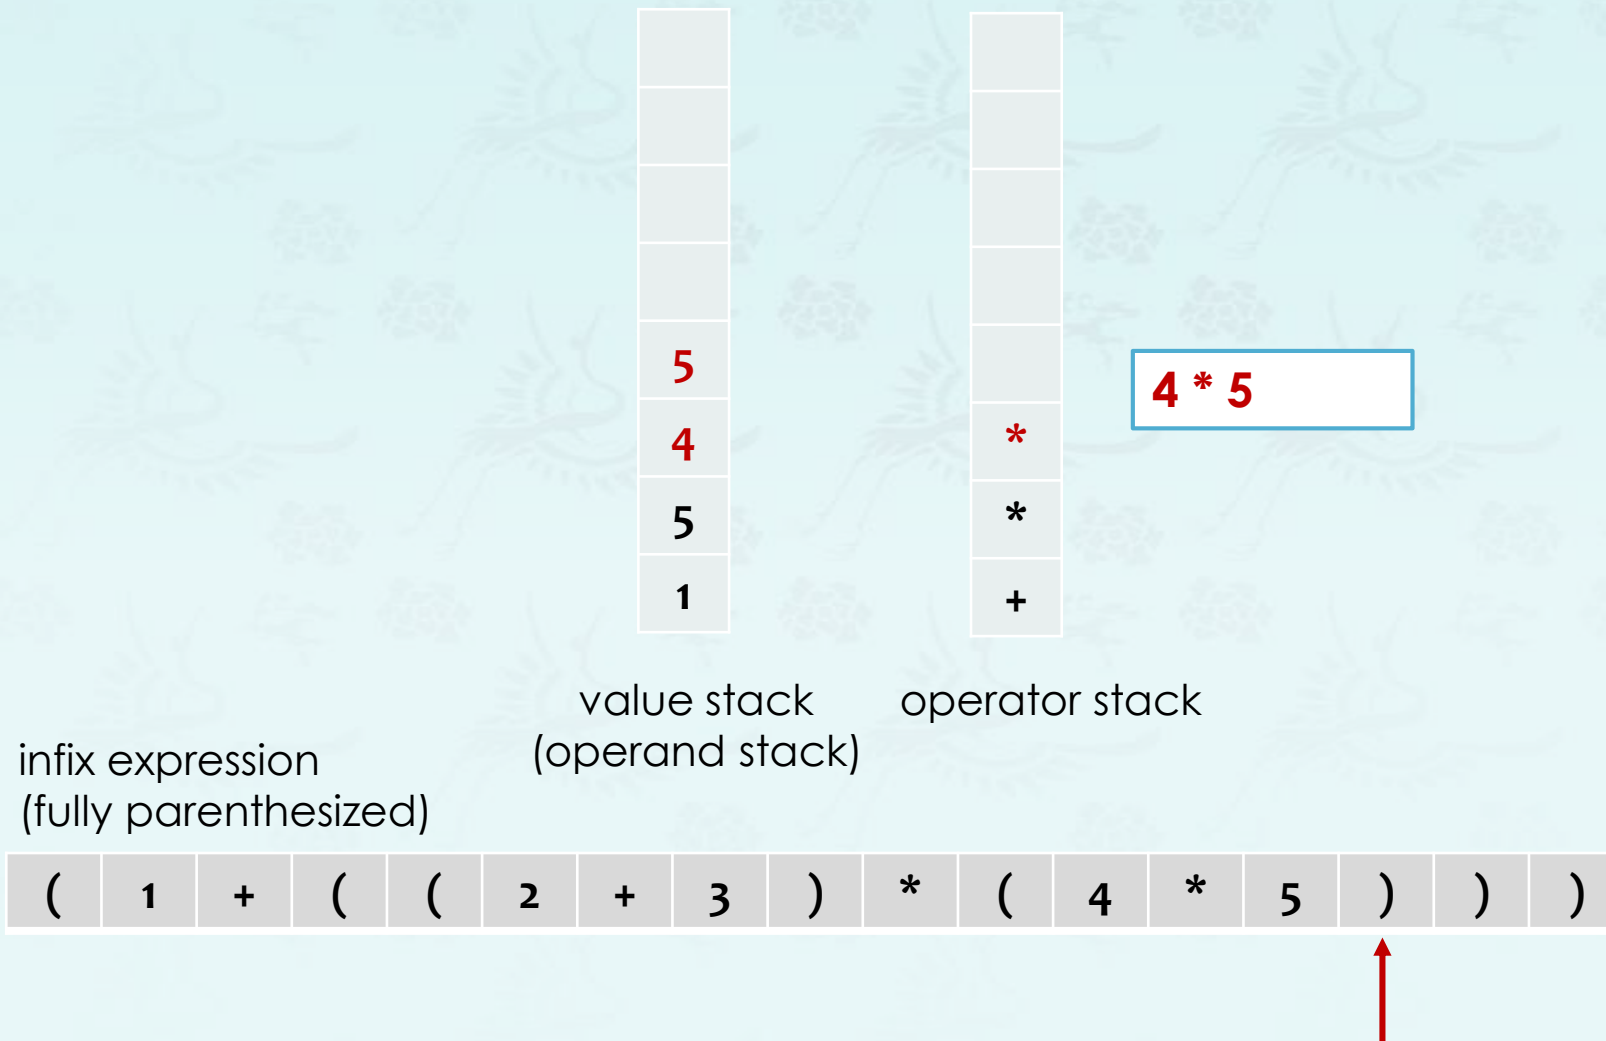 5
4 *
5 *
1 +
4 * 5
value stack
(operand stack)
operator stack
infix expression
(fully parenthesized)
( 1 + ( ( 2 + 3 ) * ( 4 * 5 ) ) )